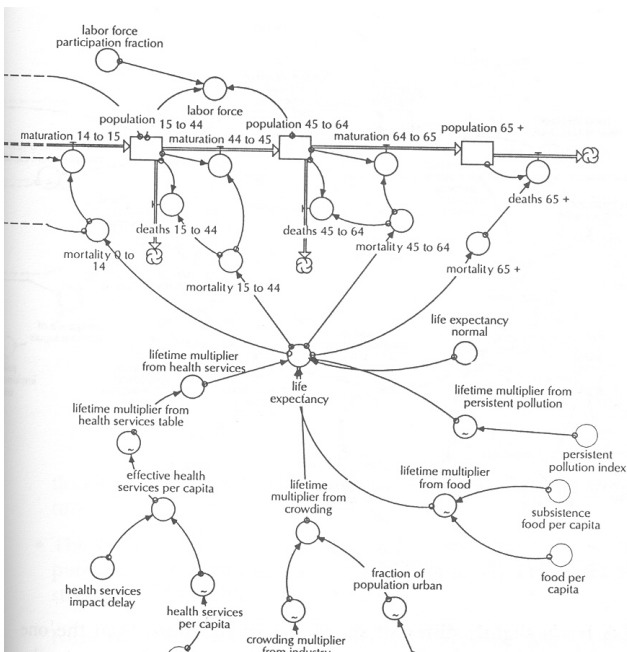 labor force
participation fraction
labor force
population 15 to 44
population 45 to 64
population 65 +
maturation 14 to 15
maturation 44 to 45
maturation 64 to 65
deaths 15 to 44
deaths 45 to 64
deaths 65 +
mortality 0 to
14
mortality 15 to 44
mortality 45 to 64
mortality 65 +
life expectancy
normal
lifetime multiplier
from health services
life
expectancy
lifetime multiplier from
persistent pollution
lifetime multiplier from
health services table
persistent
pollution index
effective health
services per capita
lifetime
multiplier from
crowding
lifetime multiplier
from food
subsistence
food per capita
health services
impact delay
health services
per capita
fraction of
population urban
food per
capita
crowding multiplier
from industry